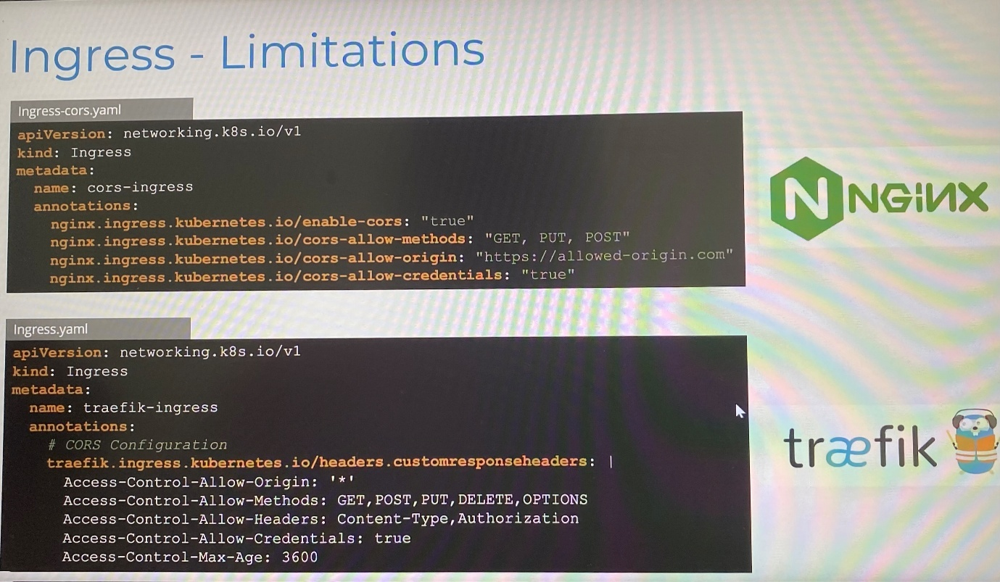 Ingress - Limitations
Ingress-cors.yaml
apiVersion: networking.k8s.io/v1
kind: Ingress
metadata:
  name: cors-ingress
  annotations:
    nginx.ingress.kubernetes.io/enable-cors: "true"
    nginx.ingress.kubernetes.io/cors-allow-methods: "GET, PUT, POST"
    nginx.ingress.kubernetes.io/cors-allow-origin: "https://allowed-origin.com"
    nginx.ingress.kubernetes.io/cors-allow-credentials: "true"
N NGINX
Ingress.yaml
apiVersion: networking.k8s.io/v1
kind: Ingress
metadata:
  name: traefik-ingress
  annotations:
    # CORS Configuration
    traefik.ingress.kubernetes.io/headers.customresponseheaders: |
      Access-Control-Allow-Origin: '*'
      Access-Control-Allow-Methods: GET,POST,PUT,DELETE,OPTIONS
      Access-Control-Allow-Headers: Content-Type,Authorization
      Access-Control-Allow-Credentials: true
      Access-Control-Max-Age: 3600
træfik